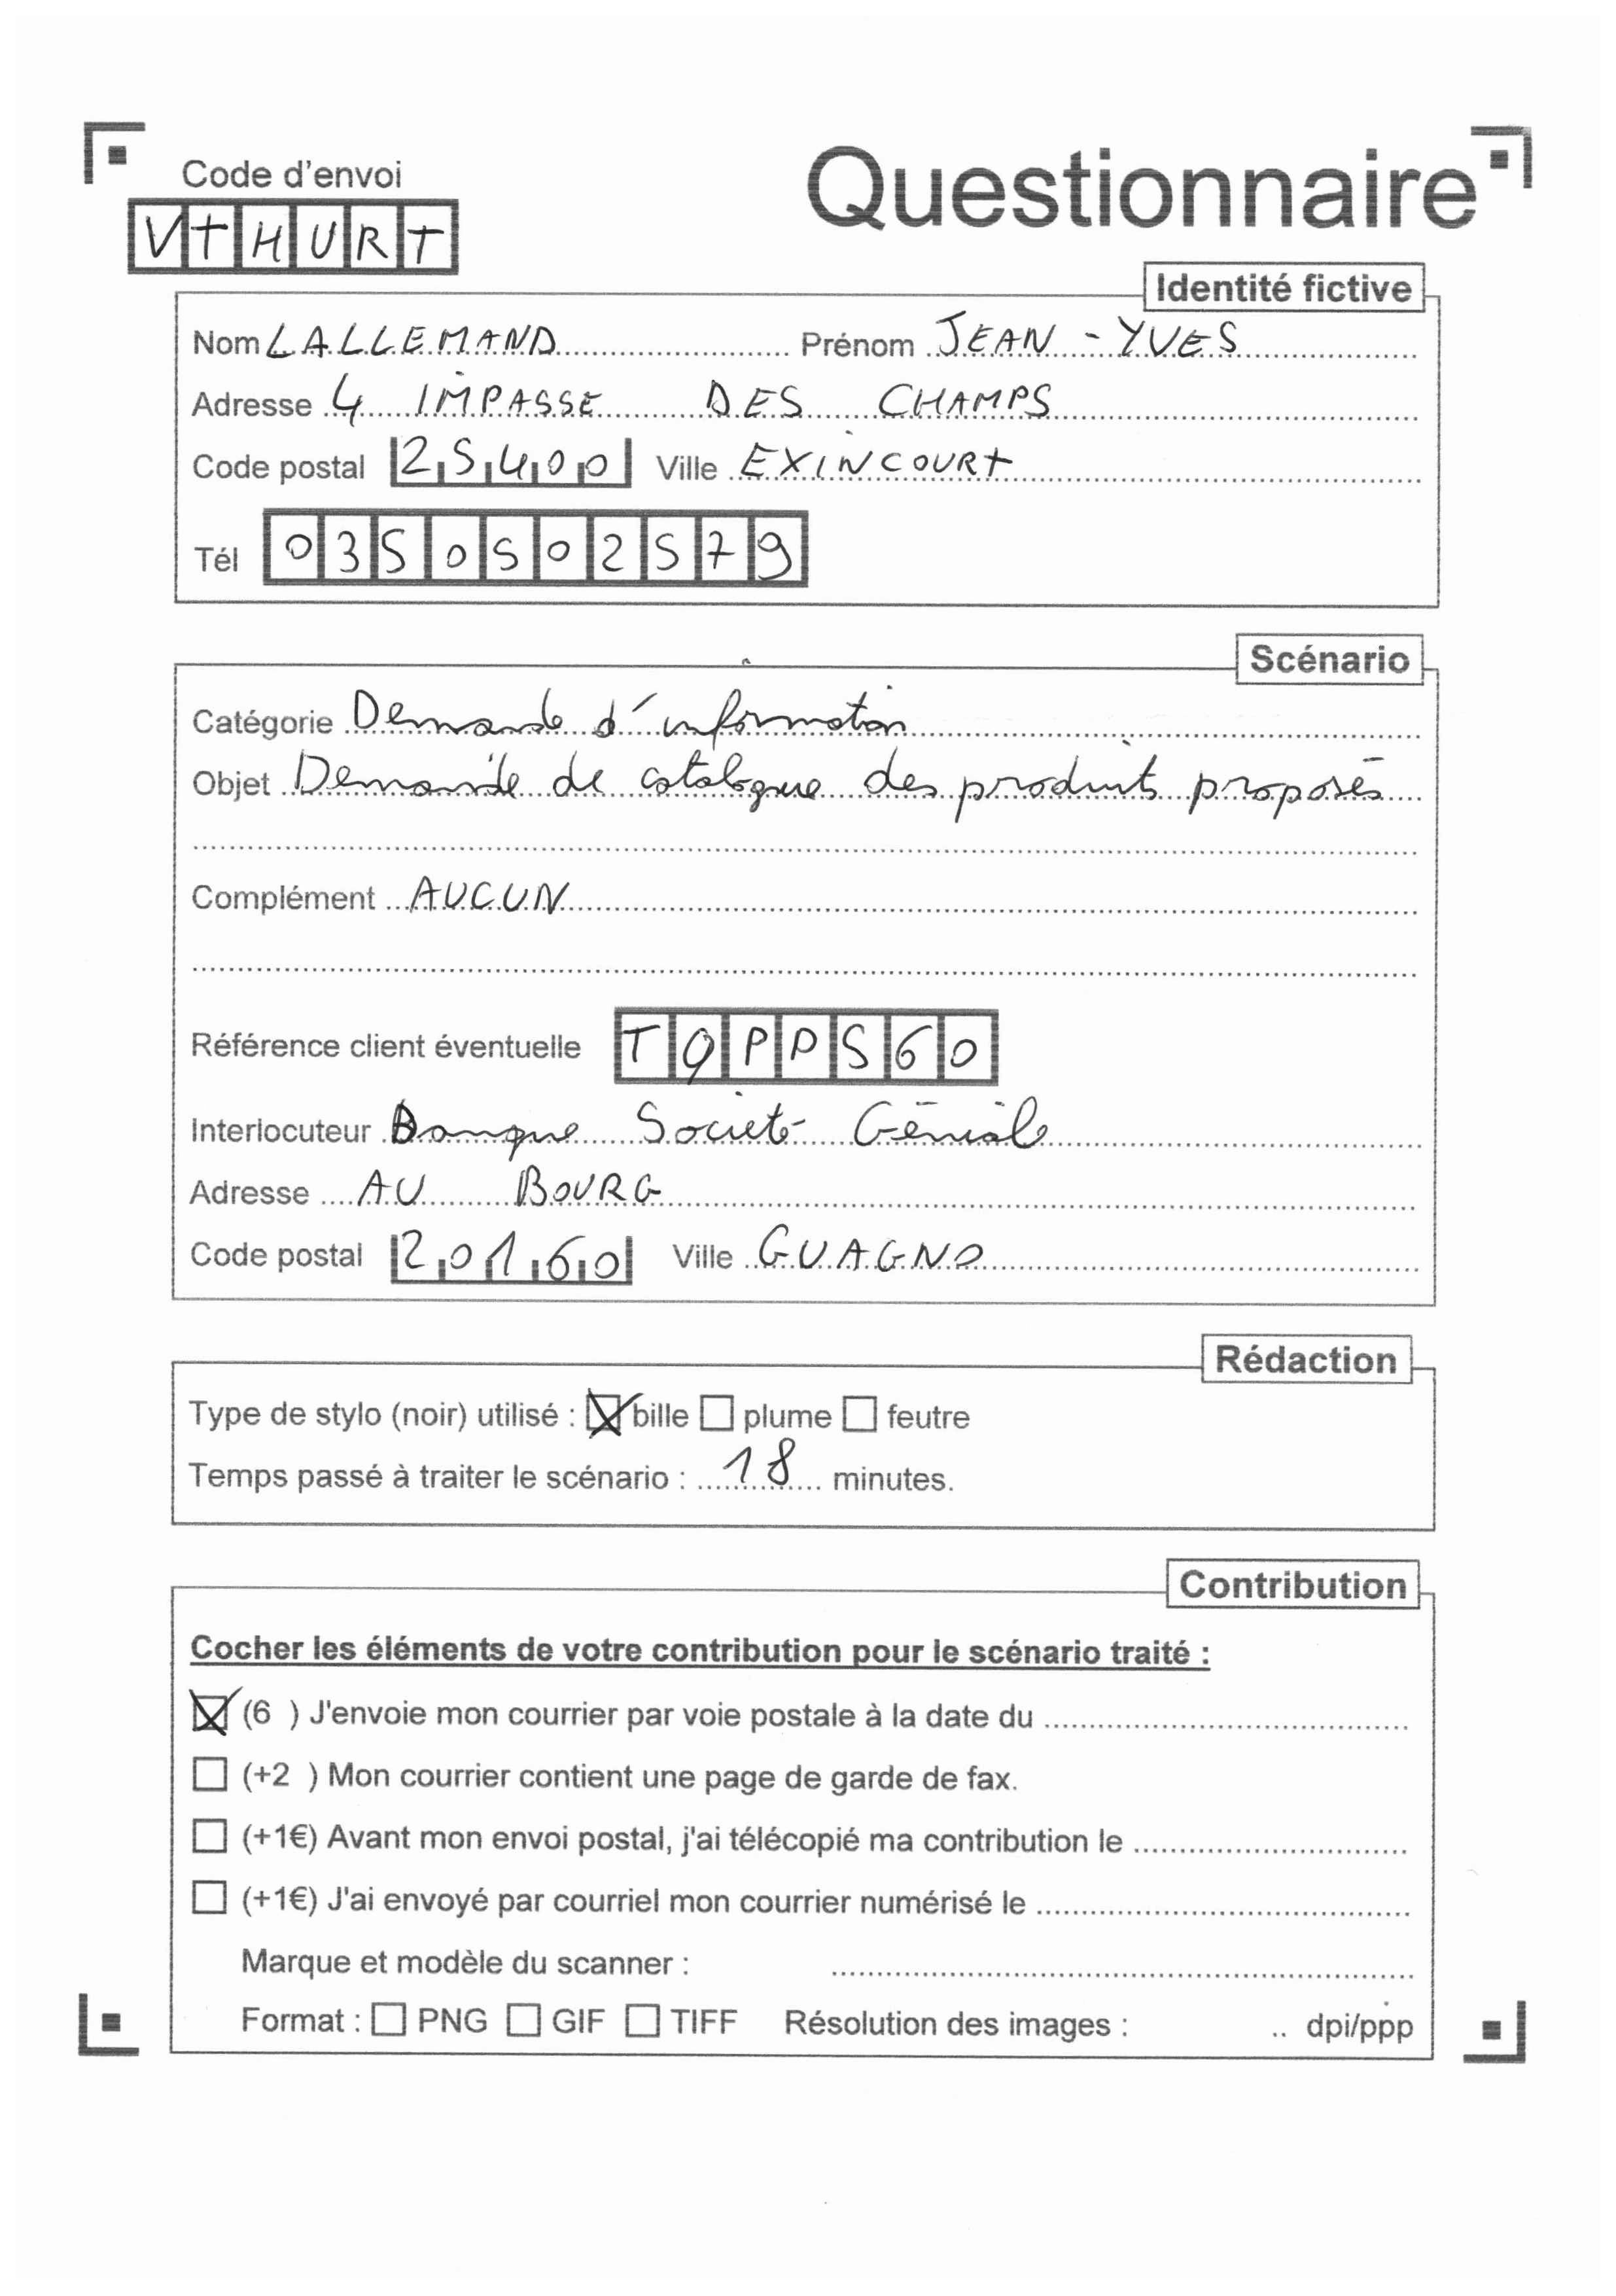 Code d'envoi
Questionnaire
VTHURT
Identité fictive
Nom LALLEMAND Prénom JEAN-YVES
Adresse 4 IMPASSE DES CHAMPS
Code postal 25400 Ville EXINCOURT
Tél 0350502579
Scénario
Catégorie Demande d'information
Objet Demande de catalogue des produits proposés
Complément AUCUN
Référence client éventuelle
Interlocuteur Banque Société Géniale
Adresse AU BOURG
Code postal 20160 Ville GUAGNO
Rédaction
Type de stylo (noir) utilisé : ☒ bille ☐ plume ☐ feutre
Temps passé à traiter le scénario : 18 minutes.
Contribution
Cocher les éléments de votre contribution pour le scénario traité :
☒ (6 ) J'envoie mon courrier par voie postale à la date du
☐ (+2 ) Mon courrier contient une page de garde de fax.
☐ (+1€) Avant mon envoi postal, j'ai télécopié ma contribution le
☐ (+1€) J'ai envoyé par courriel mon courrier numérisé le
Marque et modèle du scanner :
Format : ☐ PNG ☐ GIF ☐ TIFF Résolution des images : .. dpi/ppp